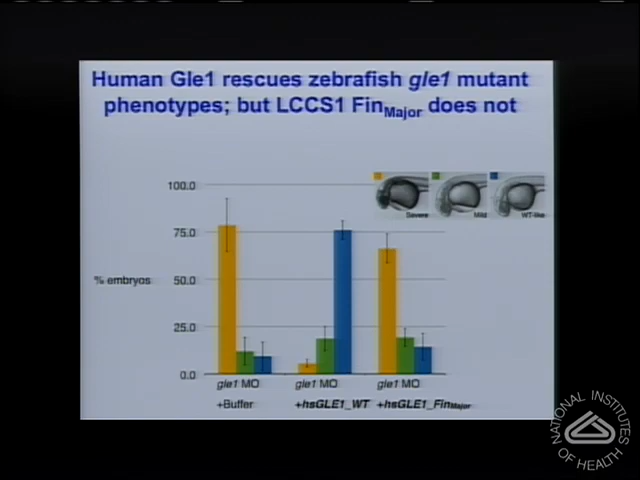 Human Gle1 rescues zebrafish gle1 mutant
phenotypes; but LCCS1 FinMajor does not
100.0
75.0
% embryos
50.0
25.0
0.0
Severe
Mild
WT-like
gle1 MO gle1 MO gle1 MO
+Buffer +hsGLE1_WT +hsGLE1_FinMajor
NATIONAL INSTITUTES
OF HEALTH